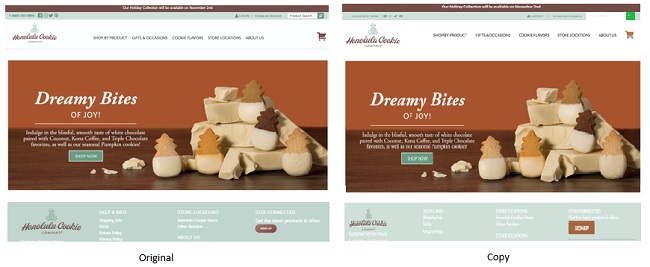 Our Holiday Collection will be available on November 2nd
LOGIN
Create an Account
Product Search
Honolulu Cookie
COMPANY
SHOP BY PRODUCT
GIFTS & OCCASIONS
COOKIE FLAVORS
STORE LOCATIONS
ABOUT US
Dreamy Bites
OF JOY!
Indulge in the blissful, smooth taste of white chocolate
paired with Coconut, Kona Coffee, and Triple Chocolate
favorites, as well as our seasonal Pumpkin cookies!
SHOP NOW
Honolulu Cookie
COMPANY
HELP & INFO
Shipping Info
FAQs
Return Policy
Privacy Policy
STORE LOCATIONS
Honolulu Cookie Stores
Other Retailers
ABOUT US
STAY CONNECTED
Get the latest products & offers
SIGN UP
Original
Our Holiday Collection will be available on November 2nd
Honolulu Cookie
COMPANY
SHOP BY PRODUCT
GIFTS & OCCASIONS
COOKIE FLAVORS
STORE LOCATIONS
ABOUT US
Dreamy Bites
OF JOY!
Indulge in the blissful, smooth taste of white chocolate
paired with Coconut, Kona Coffee, and Triple Chocolate
favorites, as well as our seasonal Pumpkin cookies!
SHOP NOW
Honolulu Cookie
COMPANY
STORE LOCATIONS
Honolulu Cookie Stores
Other Retailers
ABOUT US
STAY CONNECTED
SIGN UP
Copy